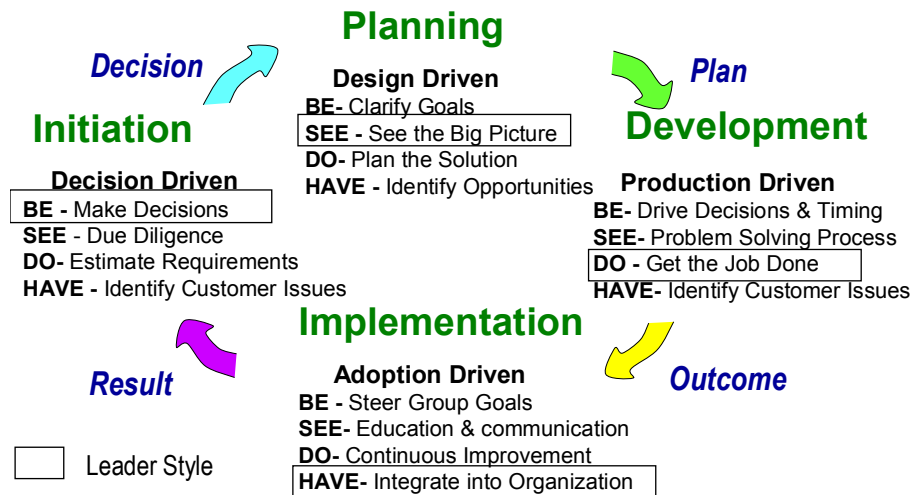 Planning
Decision
Plan
Design Driven
BE- Clarify Goals
SEE - See the Big Picture
DO- Plan the Solution
HAVE - Identify Opportunities
Initiation
Decision Driven
BE - Make Decisions
SEE - Due Diligence
DO- Estimate Requirements
HAVE - Identify Customer Issues
Development
Production Driven
BE- Drive Decisions & Timing
SEE- Problem Solving Process
DO - Get the Job Done
HAVE- Identify Customer Issues
Implementation
Result
Outcome
Adoption Driven
BE - Steer Group Goals
SEE- Education & communication
DO- Continuous Improvement
HAVE- Integrate into Organization
Leader Style